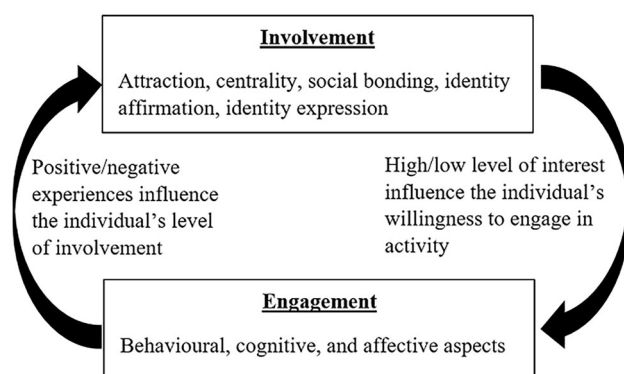 Involvement
Attraction, centrality, social bonding, identity
affirmation, identity expression
Positive/negative
experiences influence
the individual's level
of involvement
High/low level of interest
influence the individual's
willingness to engage in
activity
Engagement
Behavioural, cognitive, and affective aspects